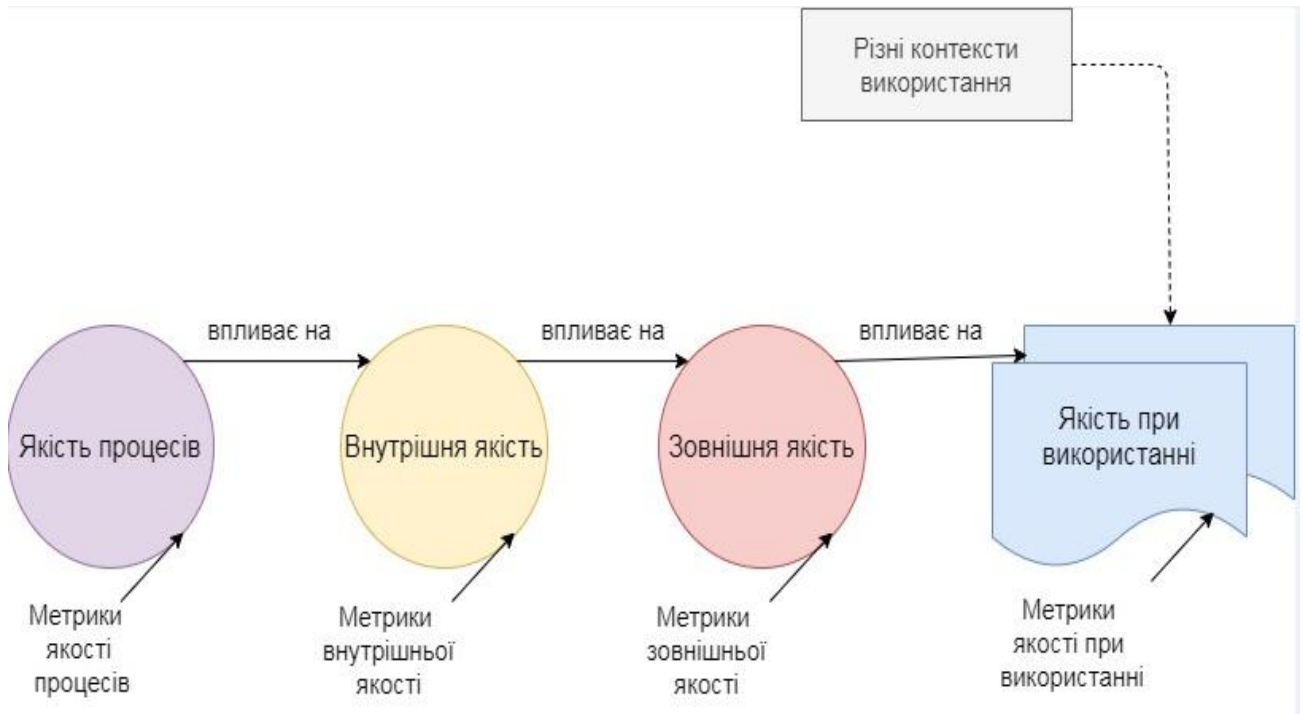 Різні контексти
використання
впливає на
впливає на
впливає на
Якість процесів
Внутрішня якість
Зовнішня якість
Якість при
використанні
Метрики
якості
процесів
Метрики
внутрішньої
якості
Метрики
зовнішньої
якості
Метрики
якості при
використанні